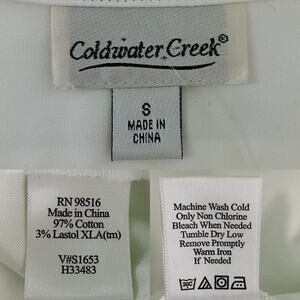 Coldwater Creek®
S
MADE IN
CHINA
RN 98516
Made in China
97% Cotton
3% Lastol XLA(tm)
V#S1653
H33483
Machine Wash Cold
Only Non Chlorine
Bleach When Needed
Tumble Dry Low
Remove Promptly
Warm Iron
If Needed